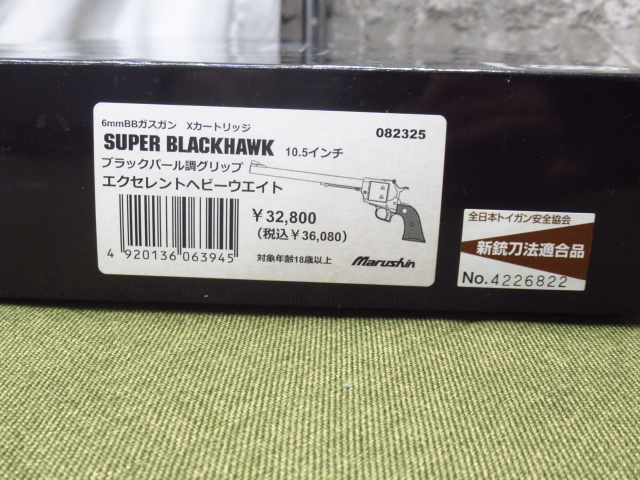 6mmBBガスガン Xカートリッジ
082325
SUPER BLACKHAWK 10.5インチ
ブラックパール調グリップ
エクセレントヘビーウエイト
¥32,800
(税込¥36,080)
4 920136 063945
対象年齢18歳以上
Marushin
全日本トイガン安全協会
新銃刀法適合品
No.4226822